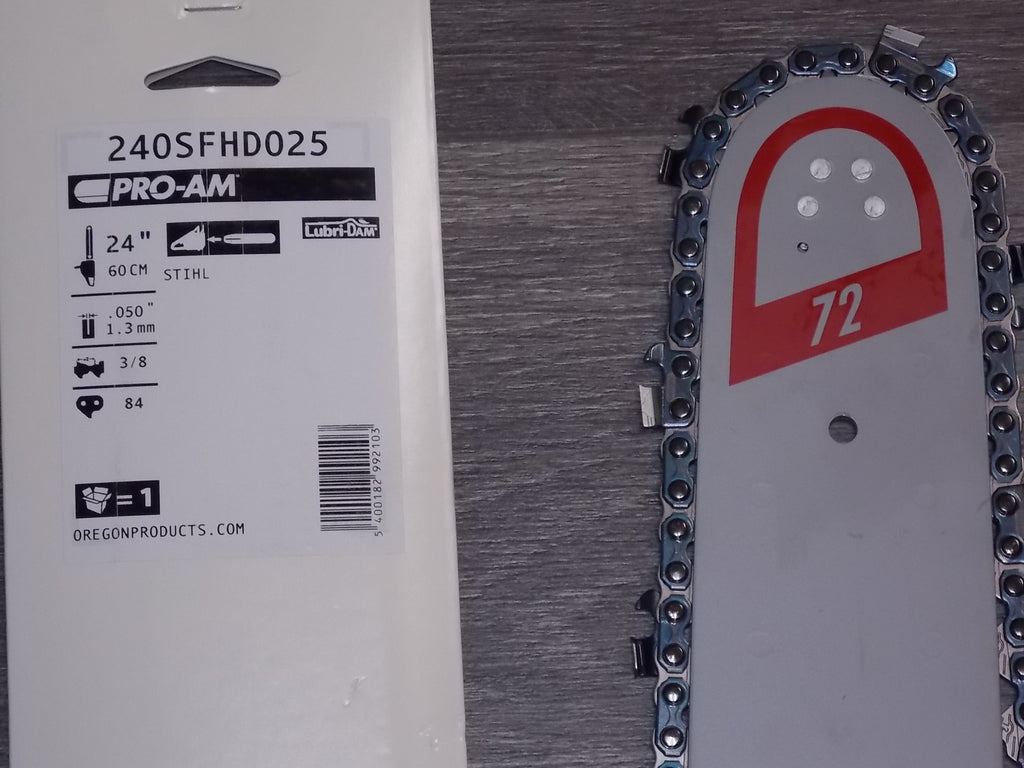 240SFHD025
PRO-AM
24"
60CM
STIHL
Lubri-Dam
.050"
1.3mm
3/8
84
=1
OREGONPRODUCTS.COM
5 400182 992103
72